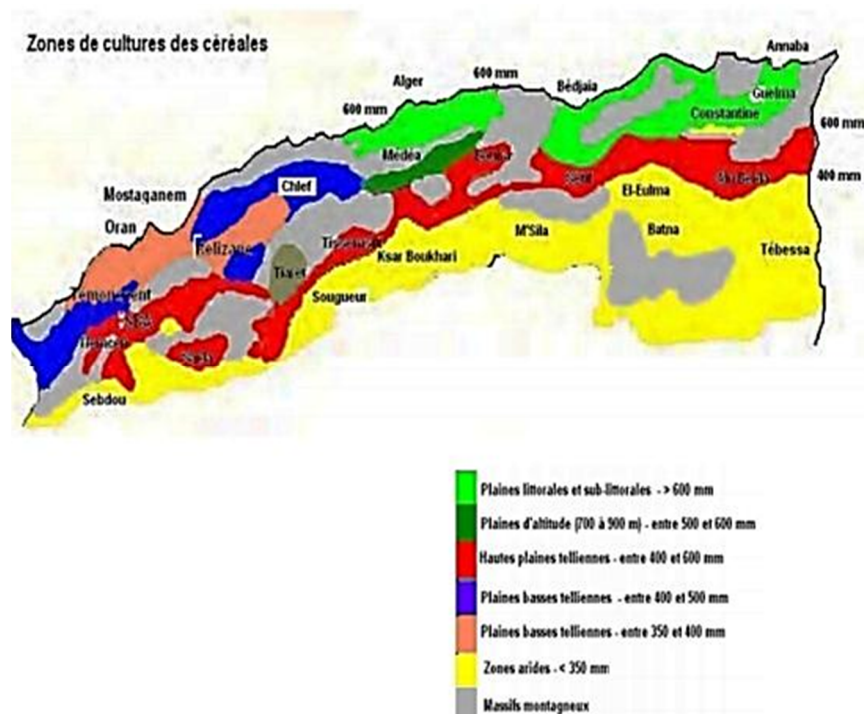 Zones de cultures des céréales
Annaba
600 mm
Alger
Bédjaia
Guelma
600 mm
Constantine
600 mm
Médéa
400 mm
Chlef
Sétif
El-Eulma
Mostaganem
Oran
Relizane
Tissemsilt
M'Sila
Batna
Ksar Boukhari
Tébessa
Tiaret
Sougueur
Témouchent
SBA
Tlemcen
Saida
Sebdou
Plaines littorales et sub-littorales - > 600 mm
Plaines d'altitude (700 à 900 m) - entre 500 et 600 mm
Hautes plaines telliennes - entre 400 et 600 mm
Plaines basses telliennes - entre 400 et 500 mm
Plaines basses telliennes - entre 350 et 400 mm
Zones arides - < 350 mm
Massifs montagneux